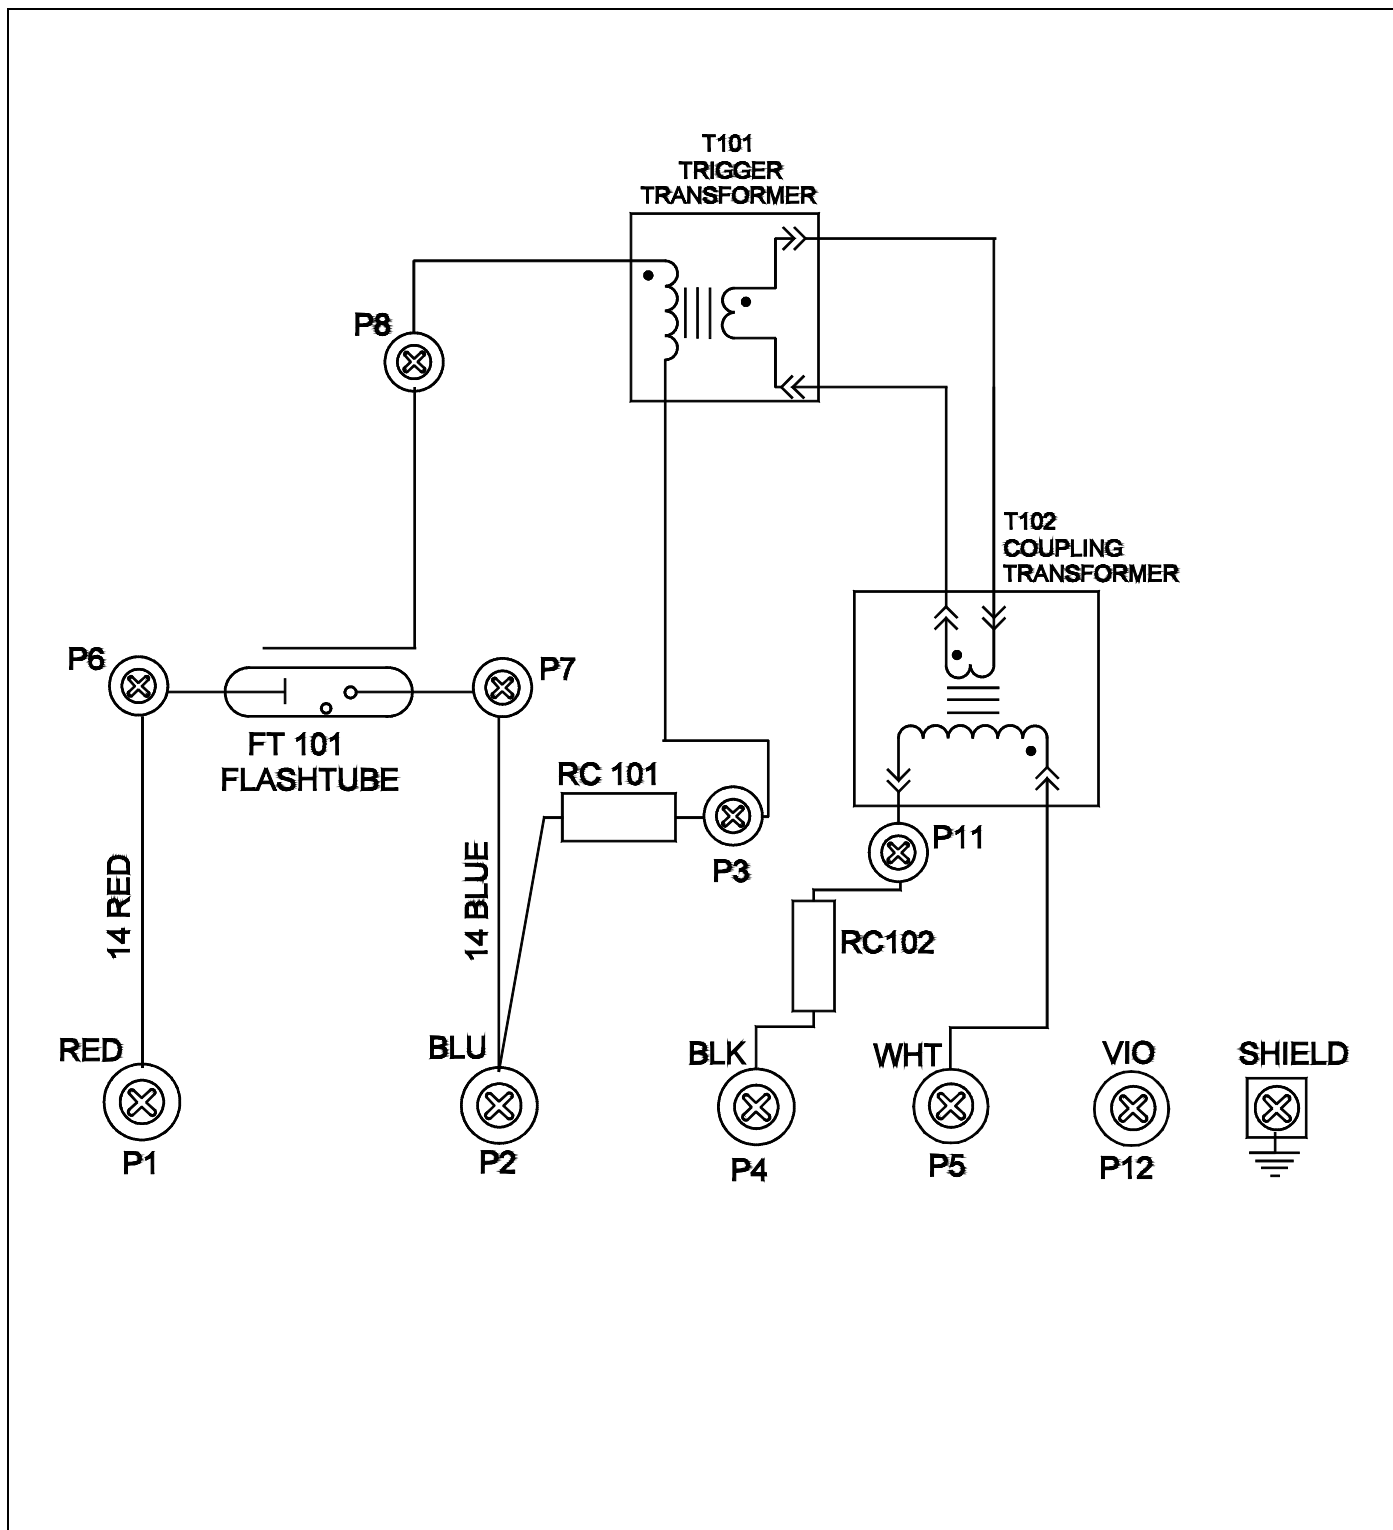 T101
TRIGGER
TRANSFORMER
P8
T102
COUPLING
TRANSFORMER
P6
P7
FT 101
FLASHTUBE
RC 101
P11
P3
14 RED
14 BLUE
RC102
RED
BLU
BLK
WHT
VIO
SHIELD
P1
P2
P4
P5
P12